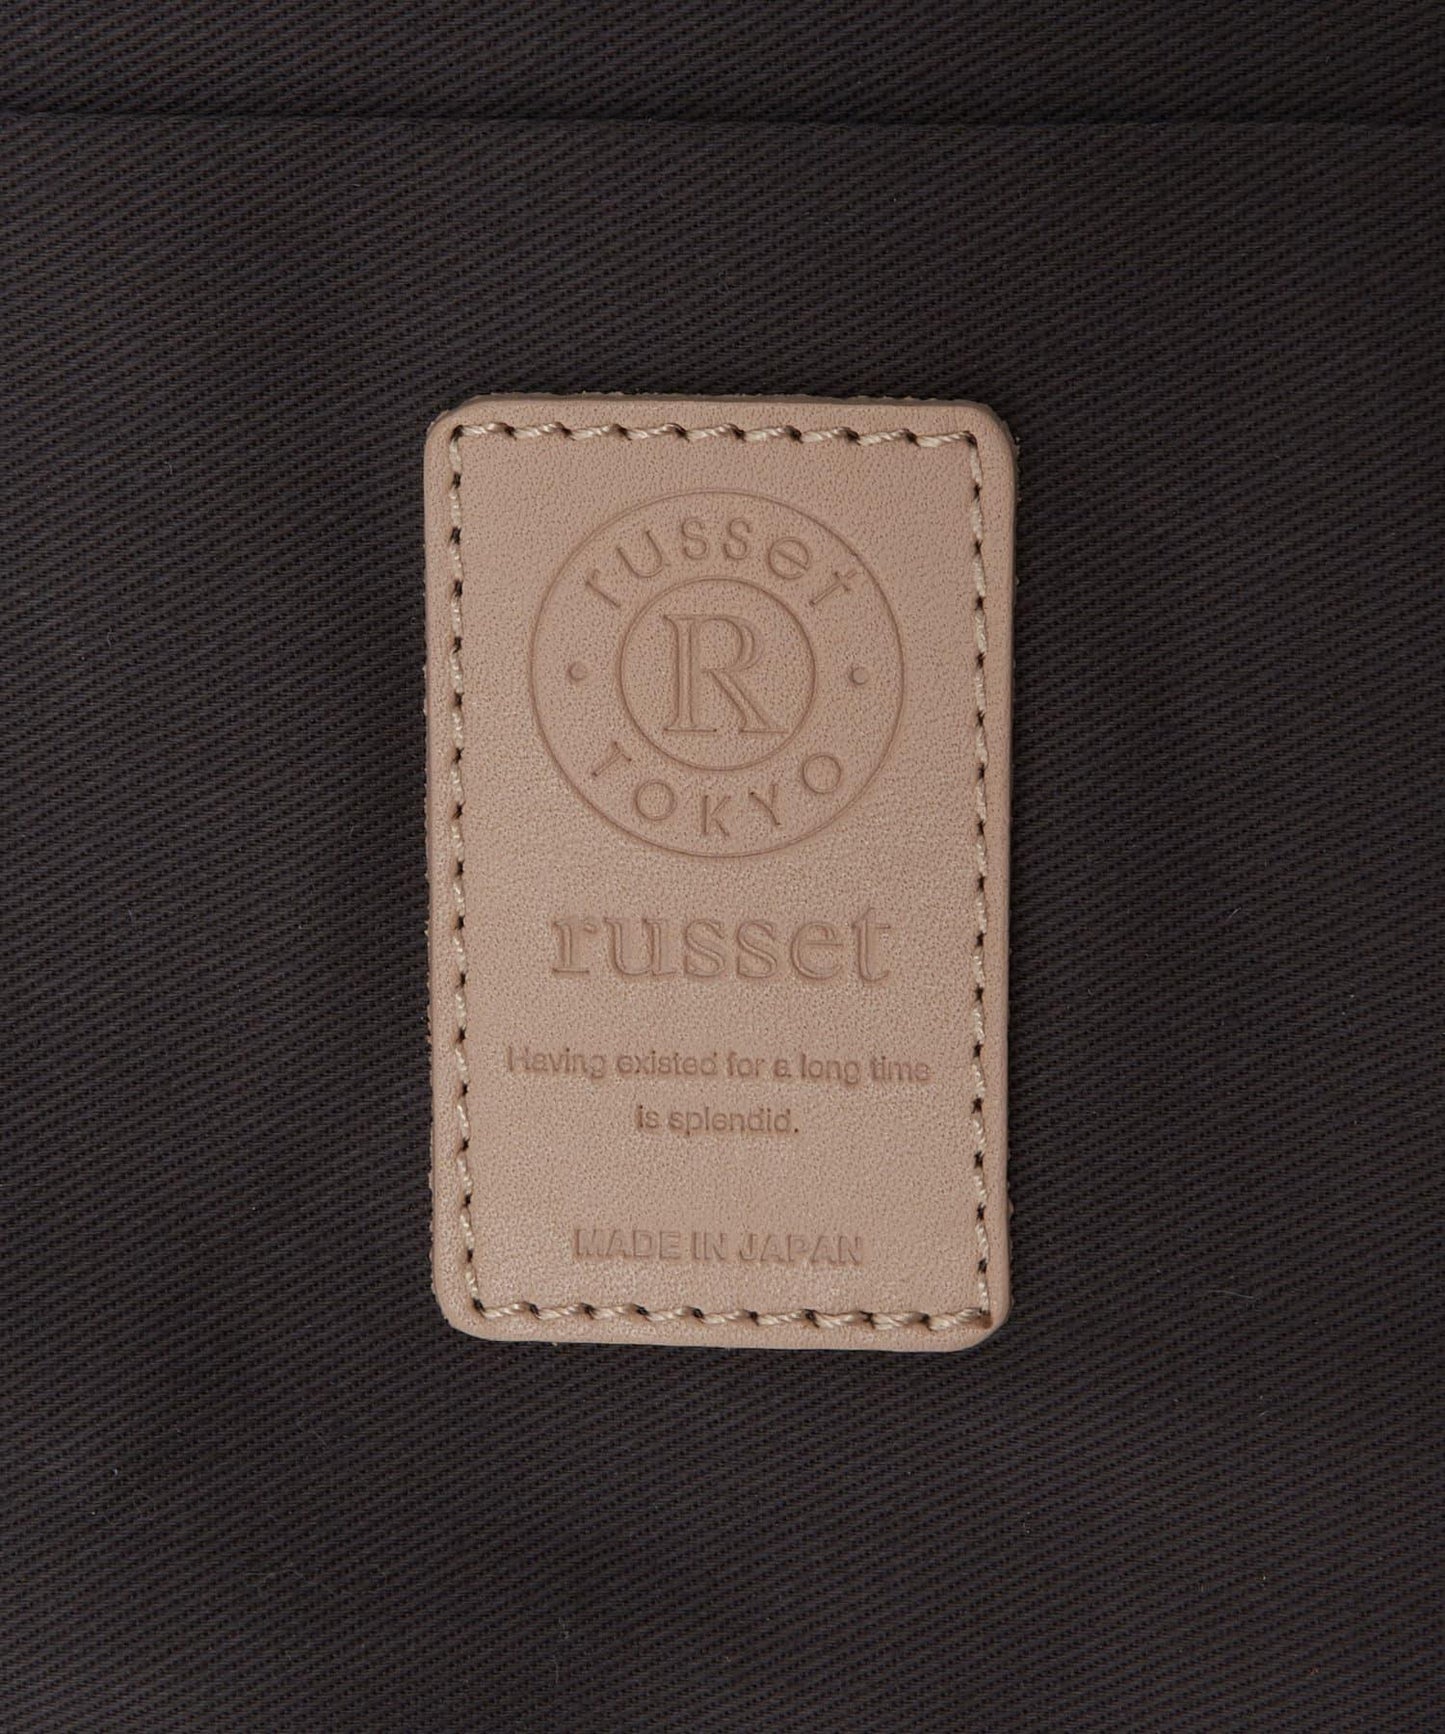 russet
R
TOKYO
russet
Having existed for a long time
is splendid.
MADE IN JAPAN